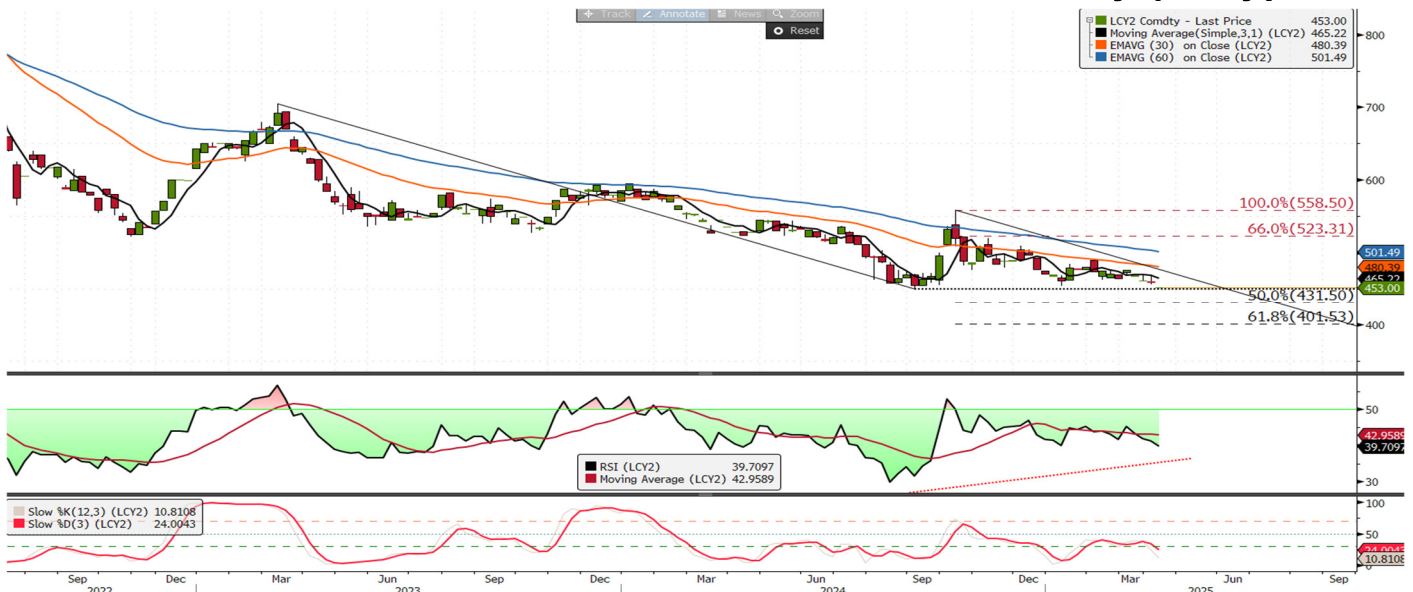 Track Annotate News Zoom
Reset
LCY2 Comdty - Last Price 453.00
Moving Average(Simple,3,1) (LCY2) 465.22
EMAVG (30) on Close (LCY2) 480.39
EMAVG (60) on Close (LCY2) 501.49
800
700
600
400
100.0%(558.50)
66.0%(523.31)
501.49
480.39
465.22
453.00
50.0%(431.50)
61.8%(401.53)
50
42.9589
39.7097
30
RSI (LCY2) 39.7097
Moving Average (LCY2) 42.9589
Slow %K(12,3) (LCY2) 10.8108
Slow %D(3) (LCY2) 24.0043
100
50
24.0043
10.8108
0
Sep Dec Mar Jun Sep Dec Mar Jun Sep Dec Mar Jun Sep
2022 2023 2024 2025